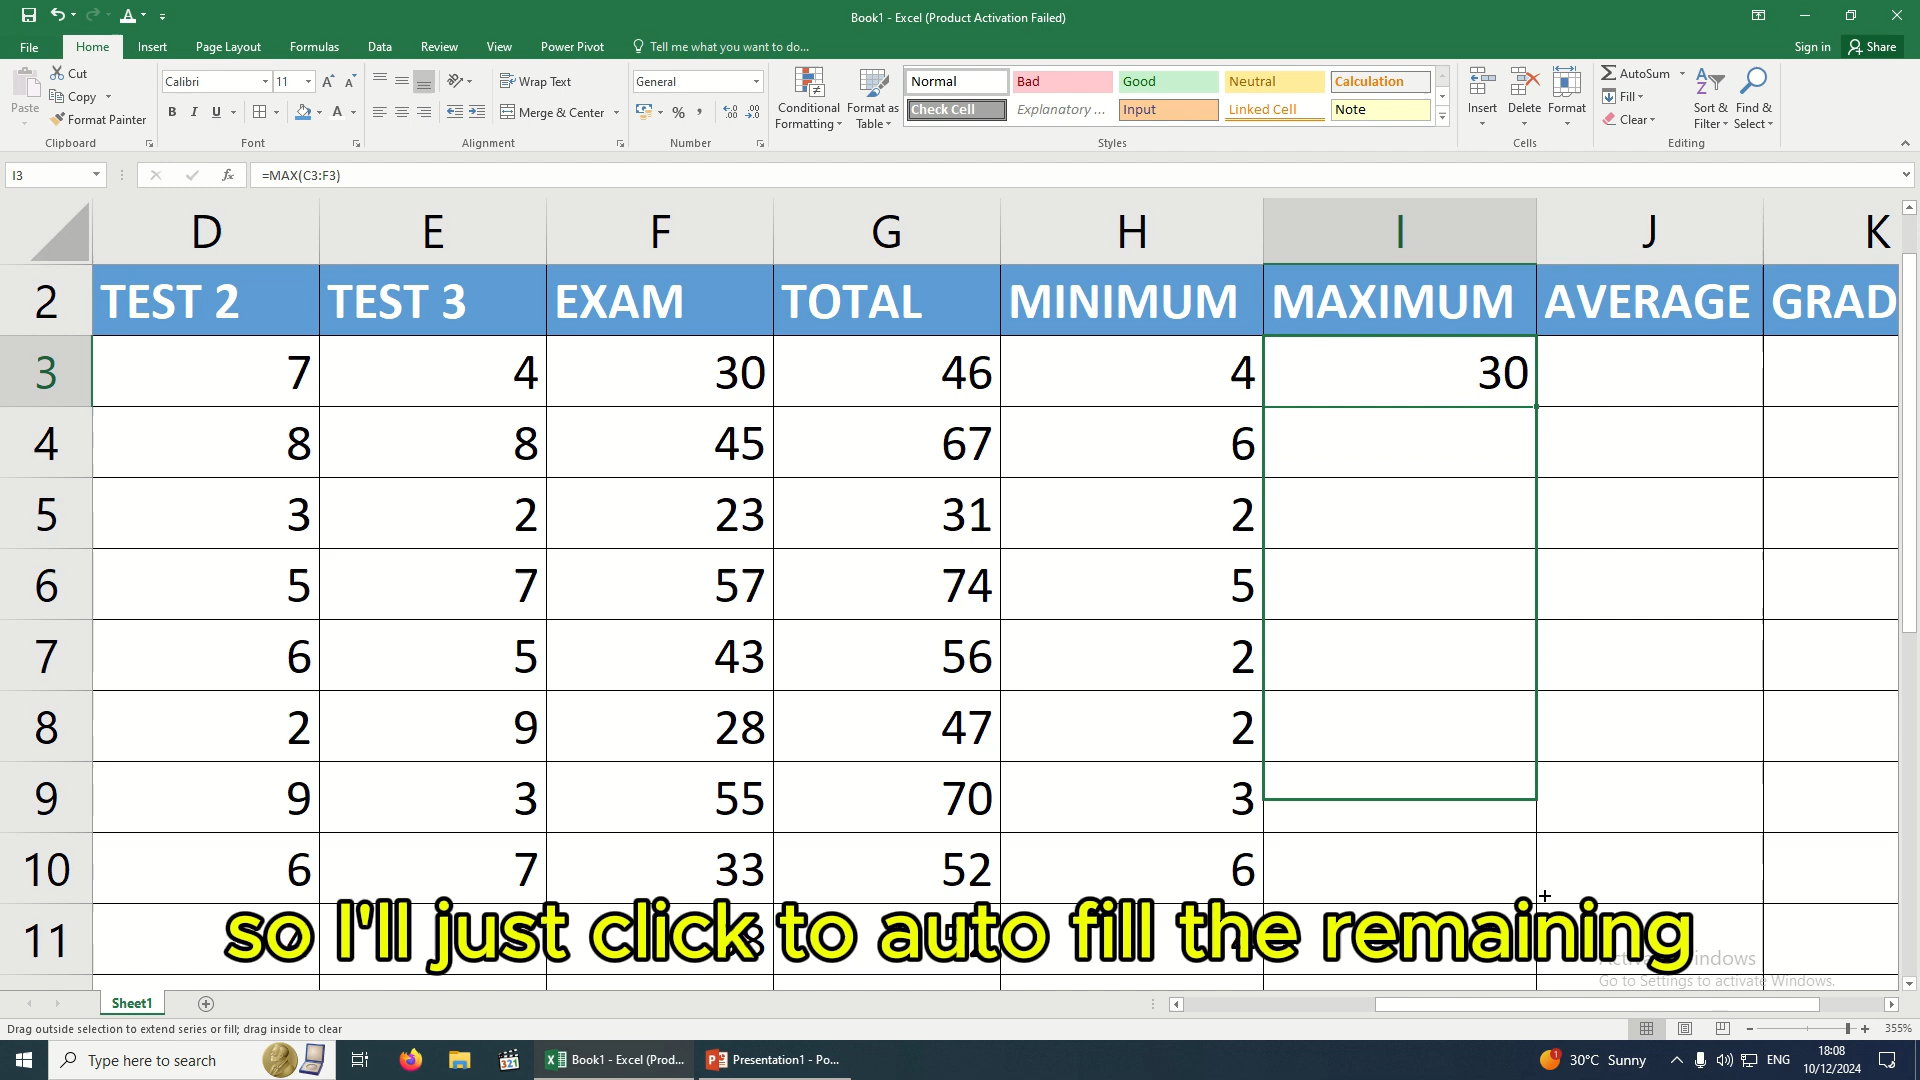 Book1 - Excel (Product Activation Failed)
File Home Insert Page Layout Formulas Data Review View Power Pivot Tell me what you want to do... Sign in Share
Paste Cut Copy Format Painter Clipboard
Calibri 11 B I U A Font
Wrap Text Merge & Center Alignment
General % Number
Conditional Formatting Format as Table
Normal Bad Good Neutral Calculation
Check Cell Explanatory ... Input Linked Cell Note
Styles
Insert Delete Format Cells
AutoSum Fill Clear Sort & Filter Find & Select Editing
I3 fx =MAX(C3:F3)
D E F G H I J K
2 TEST 2 TEST 3 EXAM TOTAL MINIMUM MAXIMUM AVERAGE GRAD
3 7 4 30 46 4 30
4 8 8 45 67 6
5 3 2 23 31 2
6 5 7 57 74 5
7 6 5 43 56 2
8 2 9 28 47 2
9 9 3 55 70 3
10 6 7 33 52 6
11
so I'll just click to auto fill the remaining
Go to Settings to activate Windows.
Sheet1
Drag outside selection to extend series or fill; drag inside to clear 355%
Type here to search Book1 - Excel (Prod... Presentation1 - Po... 30°C Sunny ENG 18:08
10/12/2024